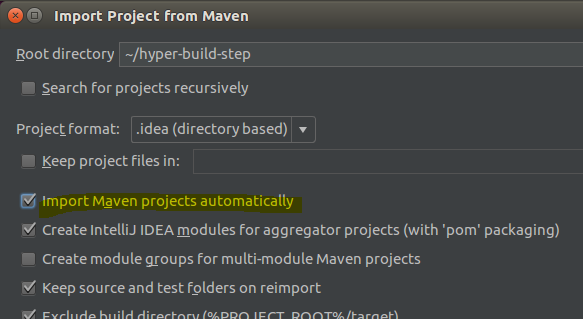 Import Project from Maven
Root directory ~/hyper-build-step
Search for projects recursively
Project format: .idea (directory based)
Keep project files in:
Import Maven projects automatically
Create IntelliJ IDEA modules for aggregator projects (with 'pom' packaging)
Create module groups for multi-module Maven projects
Keep source and test folders on reimport
Exclude build directory (%PROJECT_ROOT%/target)